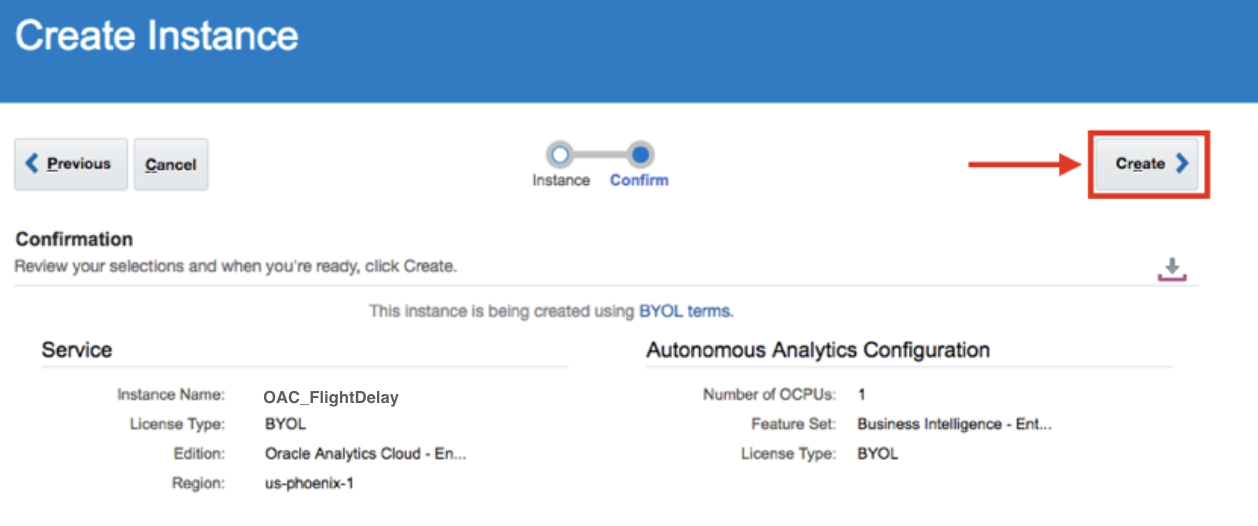 Create Instance
Previous
Cancel
Instance
Confirm
Create
Confirmation
Review your selections and when you're ready, click Create.
This instance is being created using BYOL terms.
Service
Instance Name: OAC_FlightDelay
License Type: BYOL
Edition: Oracle Analytics Cloud - En...
Region: us-phoenix-1
Autonomous Analytics Configuration
Number of OCPUs: 1
Feature Set: Business Intelligence - Ent...
License Type: BYOL